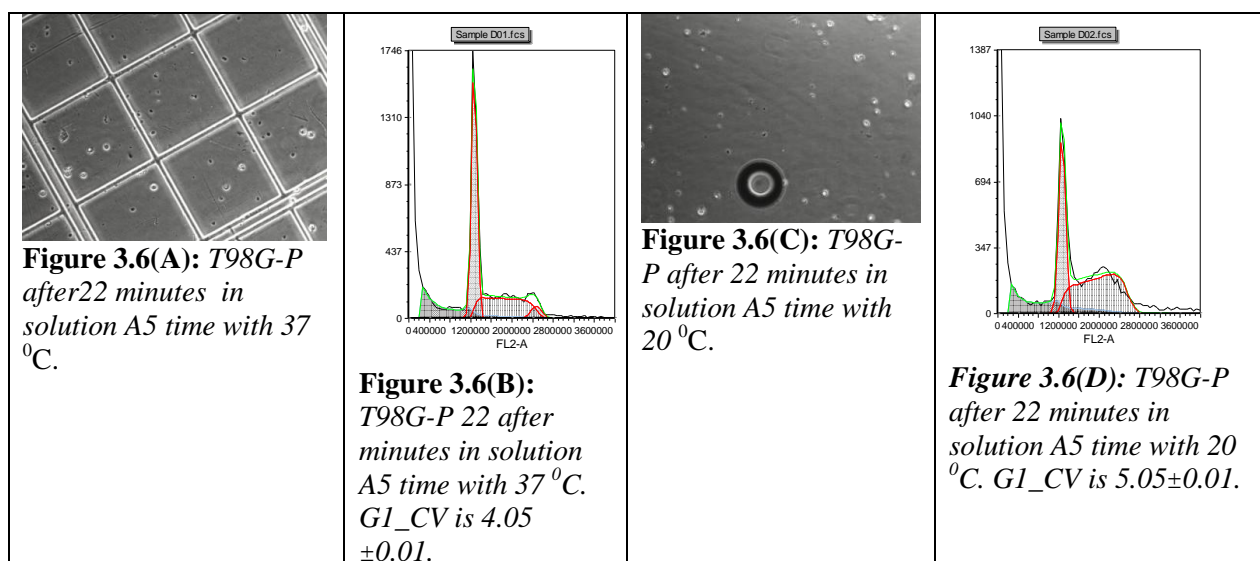 Figure 3.6(A): T98G-P
after22 minutes in
solution A5 time with 37
⁰C.
Sample D01.fcs
1746
1310
873
437
0
0 400000 1200000 2000000 2800000 3600000
FL2-A
Figure 3.6(B):
T98G-P 22 after
minutes in solution
A5 time with 37 ⁰C.
G1_CV is 4.05
±0.01.
Figure 3.6(C): T98G-
P after 22 minutes in
solution A5 time with
20 ⁰C.
Sample D02.fcs
1387
1040
694
347
0
0 400000 1200000 2000000 2800000 3600000
FL2-A
Figure 3.6(D): T98G-P
after 22 minutes in
solution A5 time with 20
⁰C. G1_CV is 5.05±0.01.